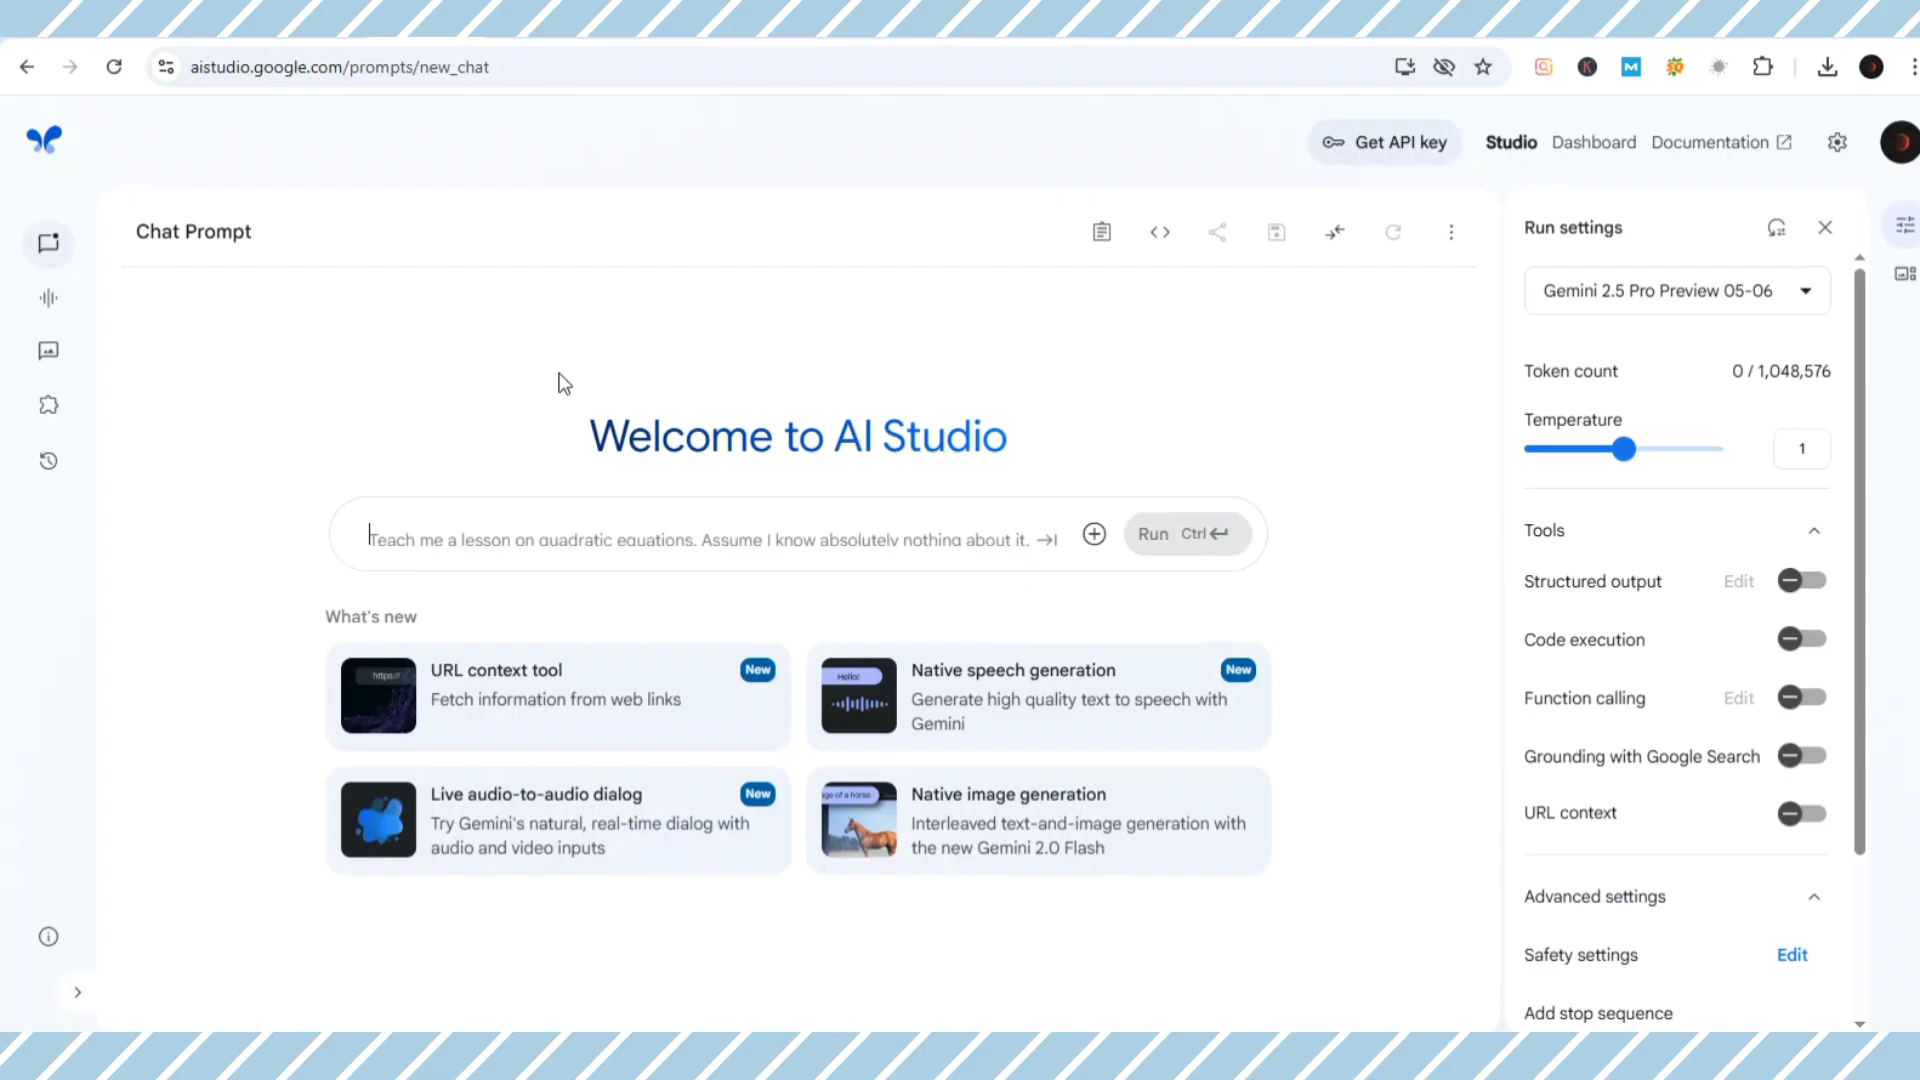 aistudio.google.com/prompts/new_chat
Get API key
Studio
Dashboard
Documentation
Chat Prompt
Run settings
Gemini 2.5 Pro Preview 05-06
Token count
0 / 1,048,576
Temperature
1
Welcome to AI Studio
Teach me a lesson on quadratic equations. Assume I know absolutely nothing about it.
Run Ctrl
Tools
Structured output
Edit
Code execution
Function calling
Edit
Grounding with Google Search
URL context
What's new
https://
URL context tool
New
Fetch information from web links
Hello!
Native speech generation
New
Generate high quality text to speech with
Gemini
Live audio-to-audio dialog
New
Try Gemini's natural, real-time dialog with
audio and video inputs
age of a horse.
Native image generation
Interleaved text-and-image generation with
the new Gemini 2.0 Flash
Advanced settings
Safety settings
Edit
Add stop sequence